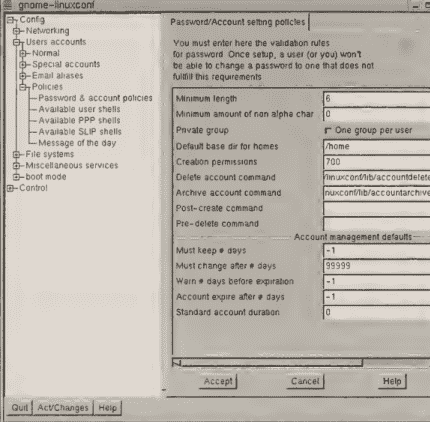 gnome-linuxconf
Config
Networking
Users accounts
Normal
Special accounts
Email aliases
Policies
Password & account policies
Available user shells
Available PPP shells
Available SLIP shells
Message of the day
File systems
Miscellaneous services
boot mode
Control
Password/Account setting policies
You must enter here the validation rules
for password. Once setup, a user (or you) won't
be able to change a password to one that does not
fullfill this requirements
Minimum length 6
Minimum amount of non alpha char 0
Private group One group per user
Default base dir for homes /home
Creation permissions 700
Delete account command /linuxconf/lib/accountdelete
Archive account command nuxconf/lib/accountarchive
Post-create command
Pre-delete command
Account management defaults
Must keep # days -1
Must change after # days 99999
Warn # days before expiration -1
Account expire after # days -1
Standard account duration 0
Accept Cancel Help
Quit Act/Changes Help